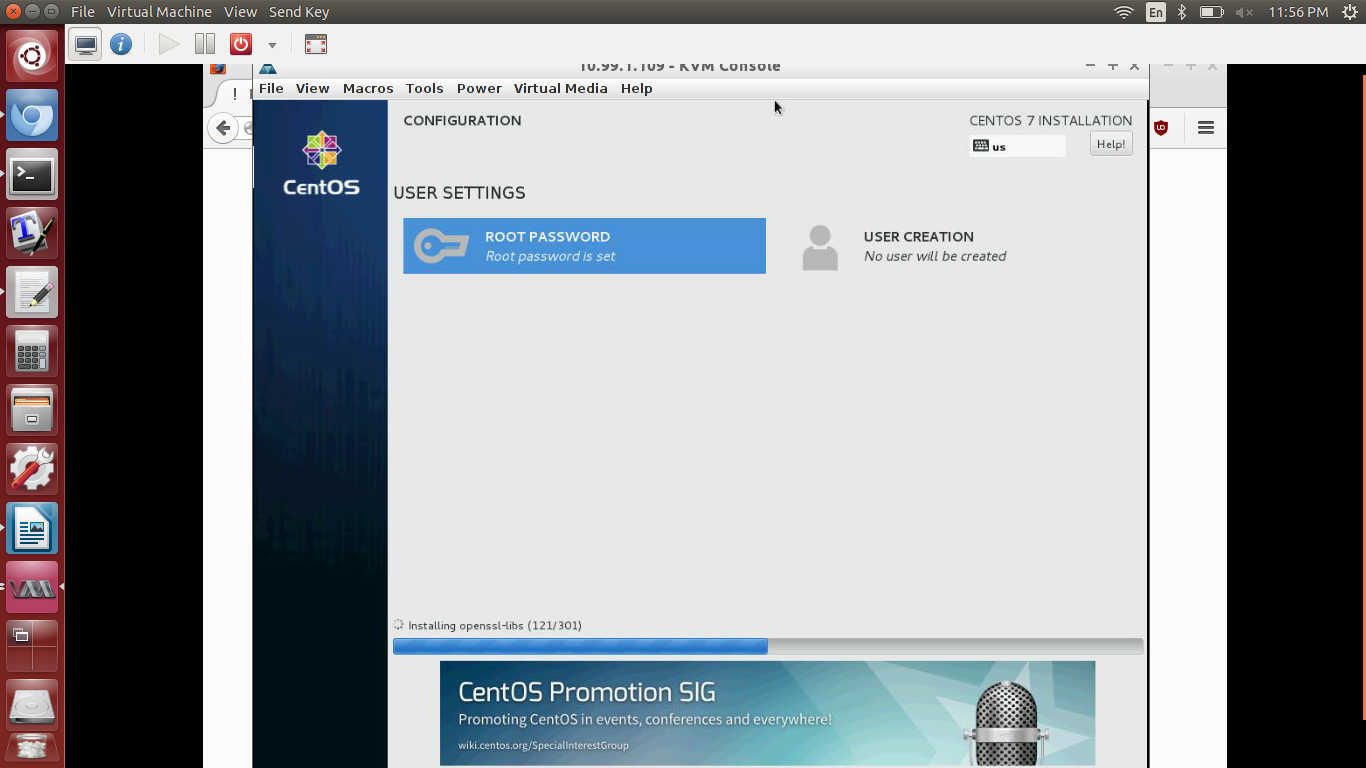 File Virtual Machine View Send Key
En
11:56 PM
10.99.1.109 - KVM Console
File View Macros Tools Power Virtual Media Help
!
CONFIGURATION
CENTOS 7 INSTALLATION
us
Help!
CentOS
USER SETTINGS
ROOT PASSWORD
Root password is set
USER CREATION
No user will be created
Installing openssl-libs (121/301)
CentOS Promotion SIG
Promoting CentOS in events, conferences and everywhere!
wiki.centos.org/SpecialInterestGroup